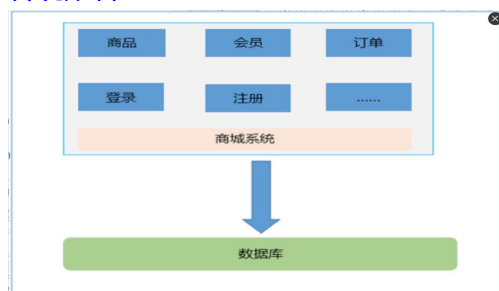 商品 会员 订单
登录 注册 ......
商城系统
数据库